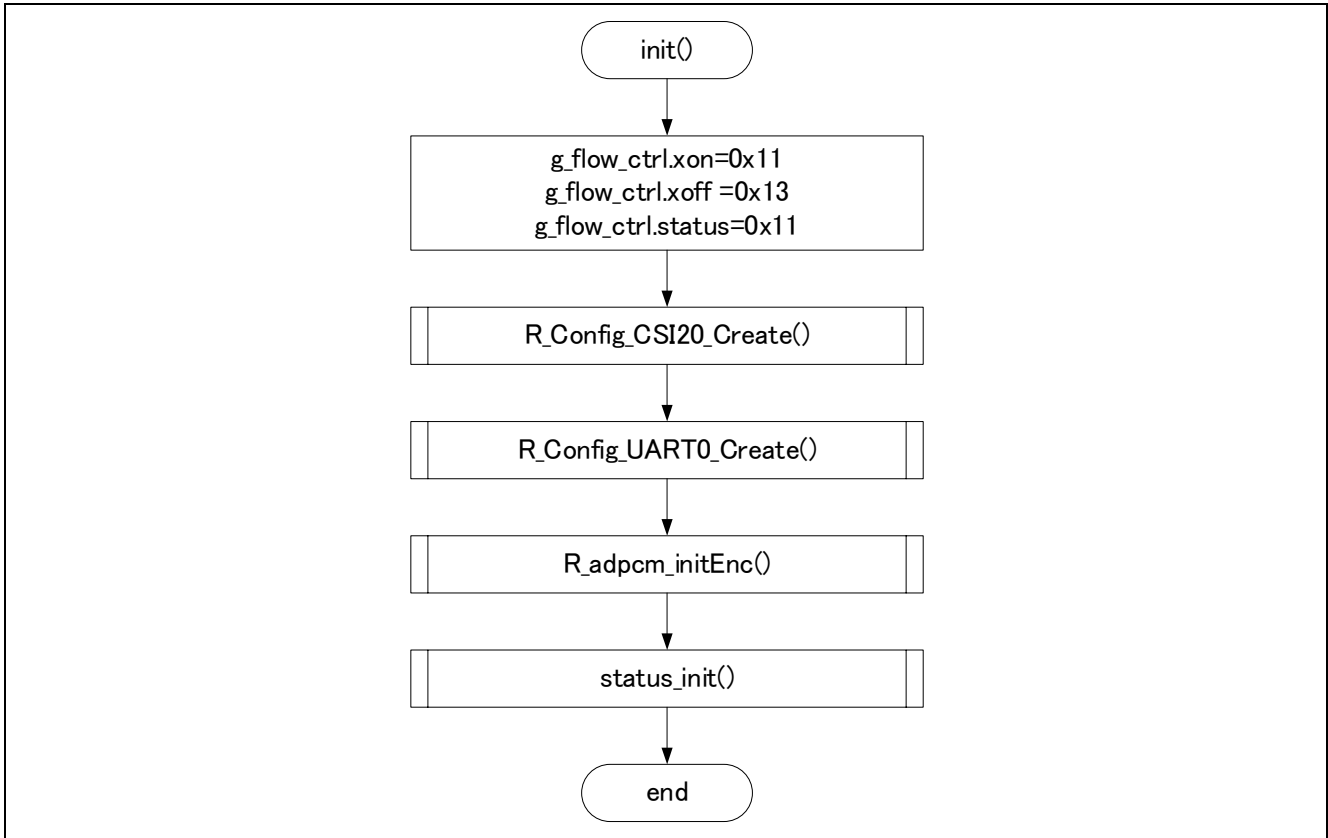 init()
g_flow_ctrl.xon=0x11
g_flow_ctrl.xoff =0x13
g_flow_ctrl.status=0x11
R_Config_CSI20_Create()
R_Config_UART0_Create()
R_adpcm_initEnc()
status_init()
end